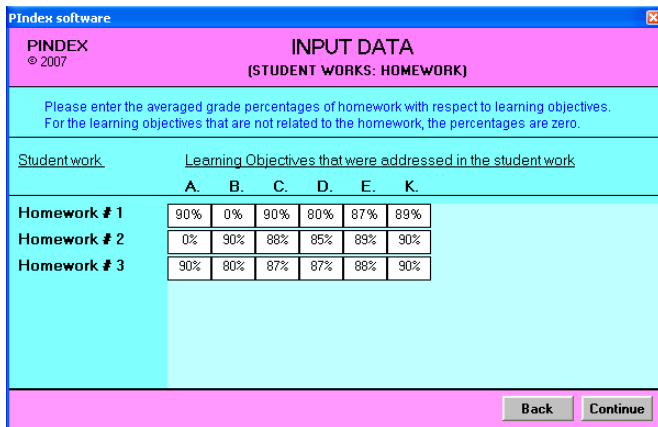 PIndex software
PINDEX
© 2007
INPUT DATA
(STUDENT WORKS: HOMEWORK)
Please enter the averaged grade percentages of homework with respect to learning objectives.
For the learning objectives that are not related to the homework, the percentages are zero.
Student work Learning Objectives that were addressed in the student work
A. B. C. D. E. K.
Homework # 1 90% 0% 90% 80% 87% 89%
Homework # 2 0% 90% 88% 85% 89% 90%
Homework # 3 90% 80% 87% 87% 88% 90%
Back Continue